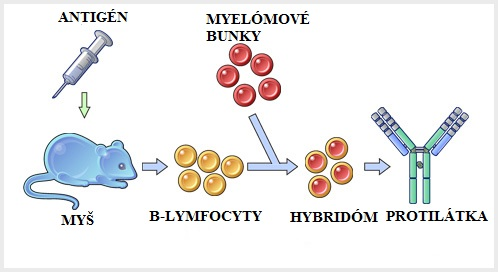 ANTIGÉN
MYELÓMOVÉ
BUNKY
MYŠ
B-LYMFOCYTY
HYBRIDÓM
PROTILÁTKA